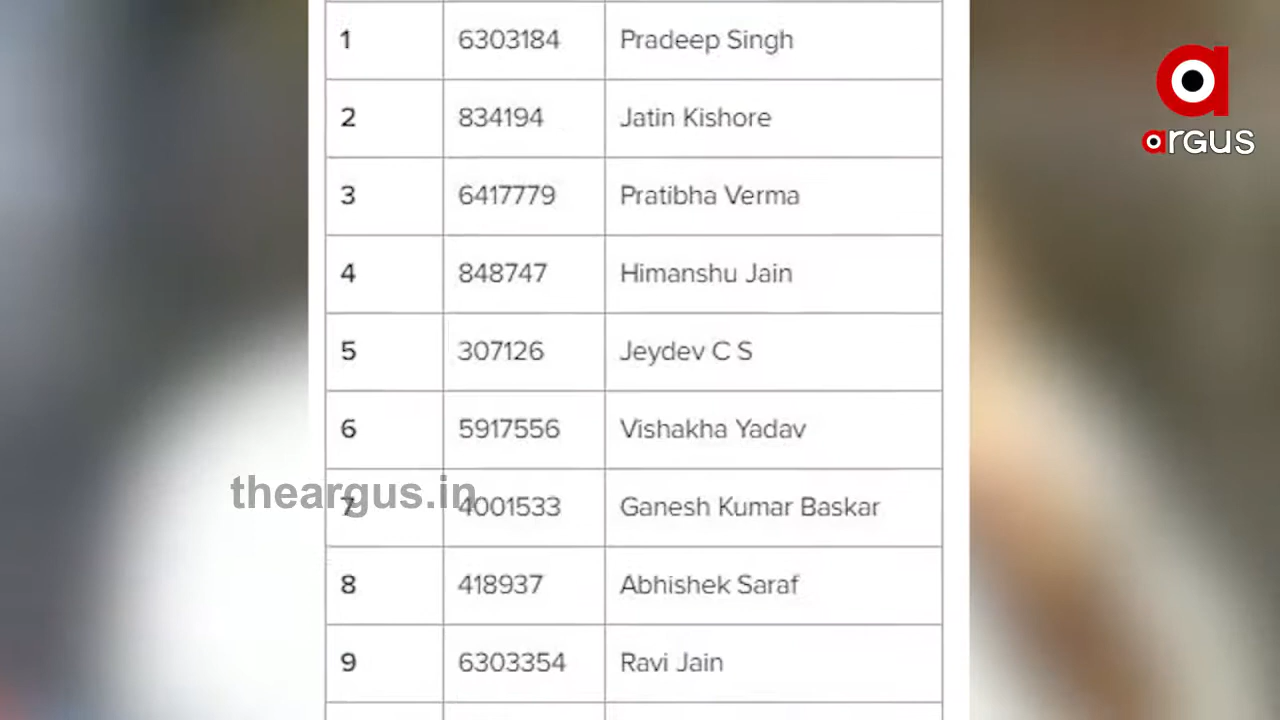 1 6303184 Pradeep Singh
2 834194 Jatin Kishore
3 6417779 Pratibha Verma
4 848747 Himanshu Jain
5 307126 Jeydev C S
6 5917556 Vishakha Yadav
7 4001533 Ganesh Kumar Baskar
8 418937 Abhishek Saraf
9 6303354 Ravi Jain
theargus.in
a
argus